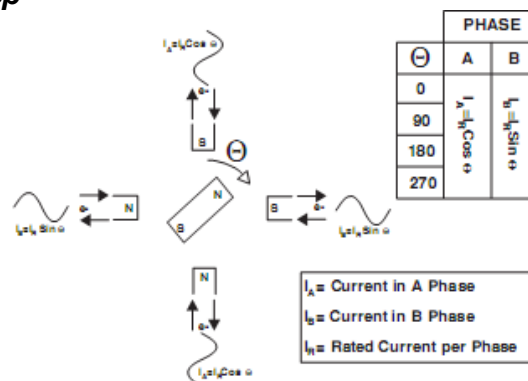 p
I_A=I_R Cos ⊖
e-
S
Θ
N
S
N
e-
I_B=I_R Sin ⊖
S
e-
I_B=I_R Sin ⊖
N
e-
I_A=I_R Cos ⊖
PHASE
Θ A B
0
90
180
270
I_A=I_R Cos ⊖
I_B=I_R Sin ⊖
I_A= Current in A Phase
I_B= Current in B Phase
I_R= Rated Current per Phase